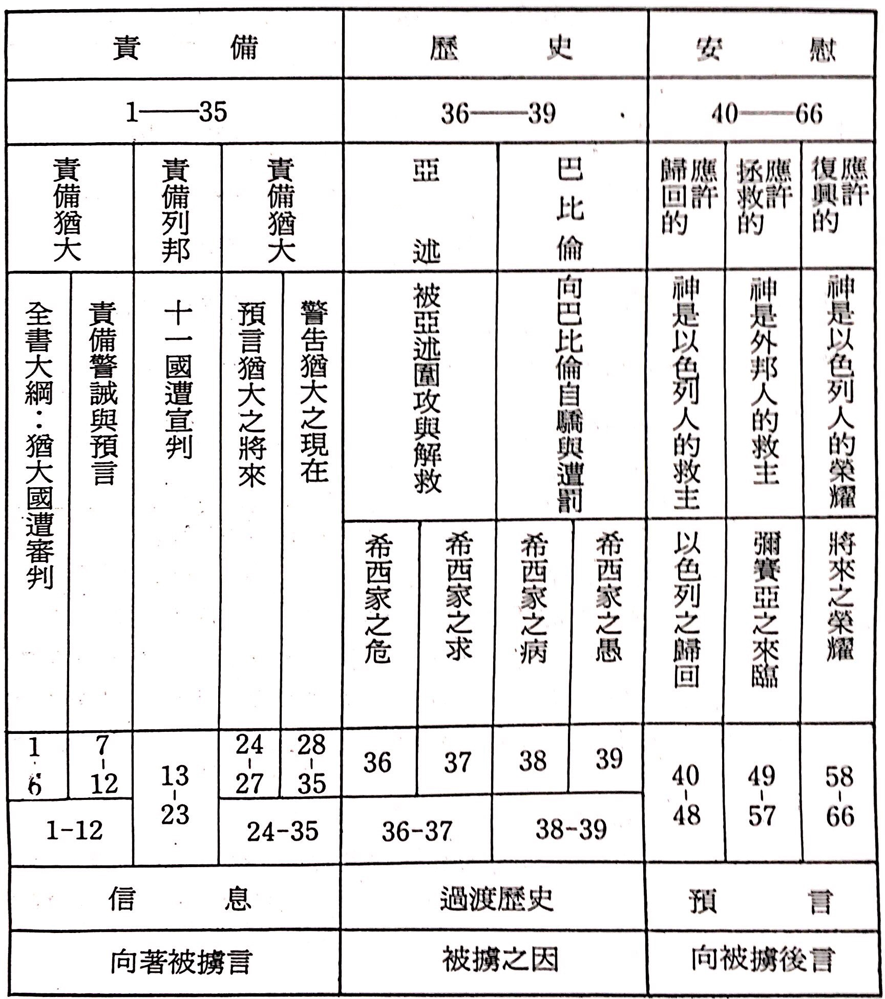 責備
歷史
安慰
1——35
36——39
40——66
責備猶大
責備列邦
責備猶大
亞述
巴比倫
應許
歸回的
應許
拯救的
應許
復興的
全書大綱：猶大國遭審判
責備警誡與預言
十一國遭宣判
預言猶大之將來
警告猶大之現在
被亞述圍攻與解救
向巴比倫自驕與遭罰
神是以色列人的救主
神是外邦人的救主
神是以色列人的榮耀
希西家之危
希西家之求
希西家之病
希西家之愚
以色列之歸回
彌賽亞之來臨
將來之榮耀
1-6
7-12
13-23
24-27
28-35
36
37
38
39
40-48
49-57
58-66
1-12
24-35
36-37
38-39
信息
過渡歷史
預言
向著被擄言
被擄之因
向被擄後言